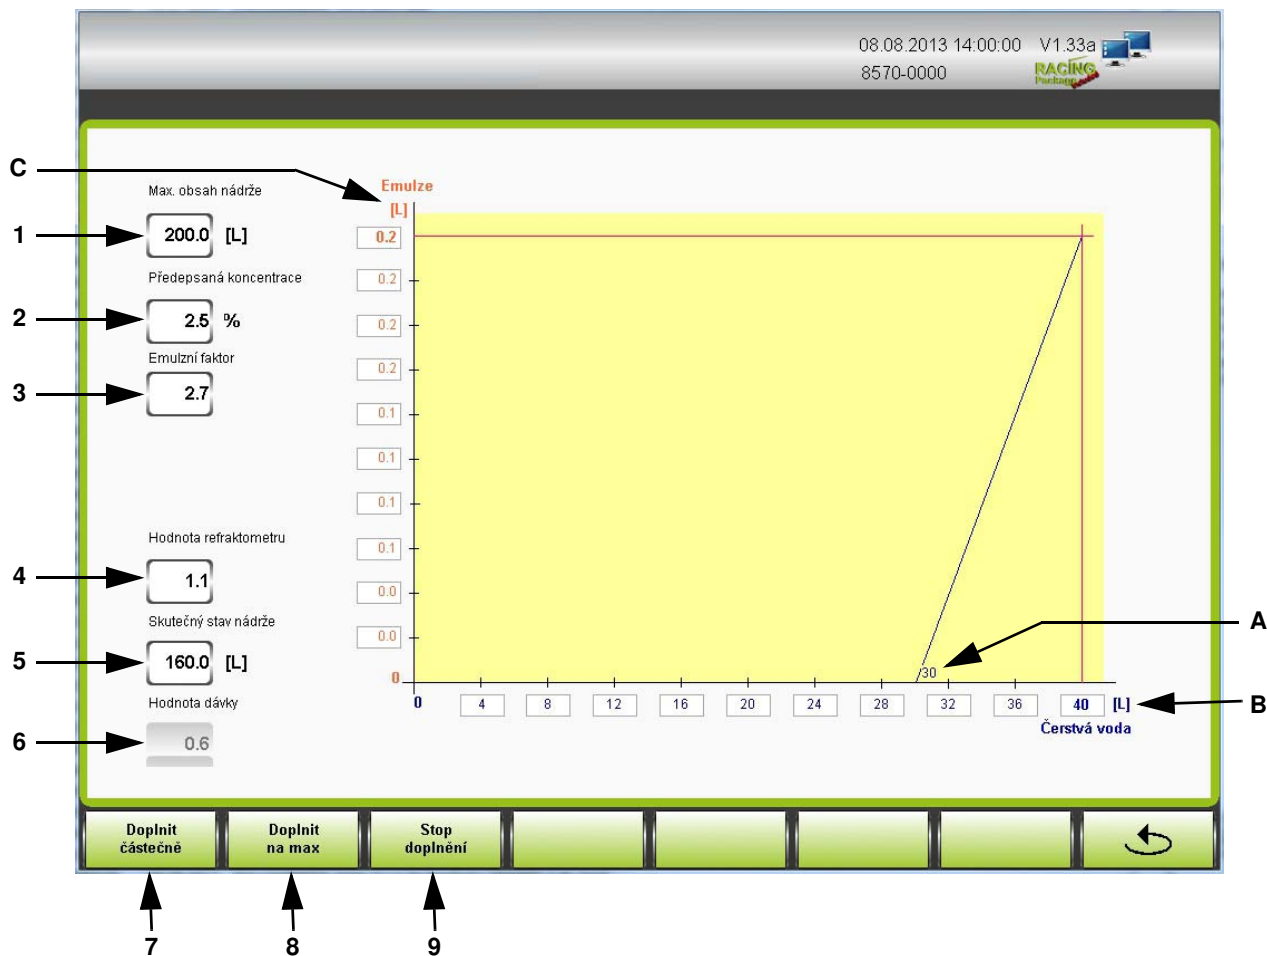 08.08.2013 14:00:00 V1.33a
8570-0000
RACING
Package
C
Max. obsah nádrže
1
200.0 [L]
Předepsaná koncentrace
2
2.5 %
Emulzní faktor
3
2.7
Hodnota refraktometru
4
1.1
Skutečný stav nádrže
5
160.0 [L]
Hodnota dávky
6
0.6
Emulze
[L]
0.2
0.2
0.2
0.2
0.1
0.1
0.1
0.1
0.0
0.0
0
30
A
0 4 8 12 16 20 24 28 32 36 40 [L]
B
Čerstvá voda
Doplnit
částečně
Doplnit
na max
Stop
doplnění
7 8 9